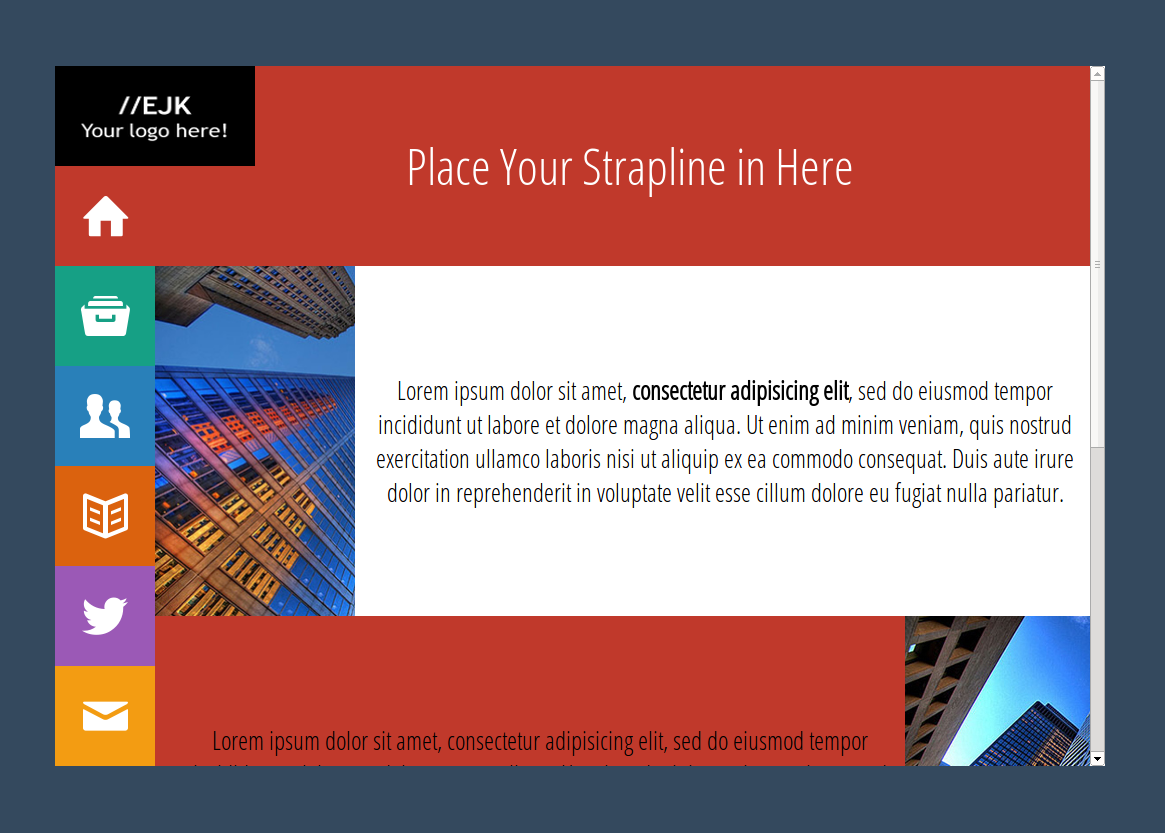 //EJK
Your logo here!
Place Your Strapline in Here
Lorem ipsum dolor sit amet, consectetur adipisicing elit, sed do eiusmod tempor
incididunt ut labore et dolore magna aliqua. Ut enim ad minim veniam, quis nostrud
exercitation ullamco laboris nisi ut aliquip ex ea commodo consequat. Duis aute irure
dolor in reprehenderit in voluptate velit esse cillum dolore eu fugiat nulla pariatur.
Lorem ipsum dolor sit amet, consectetur adipisicing elit, sed do eiusmod tempor